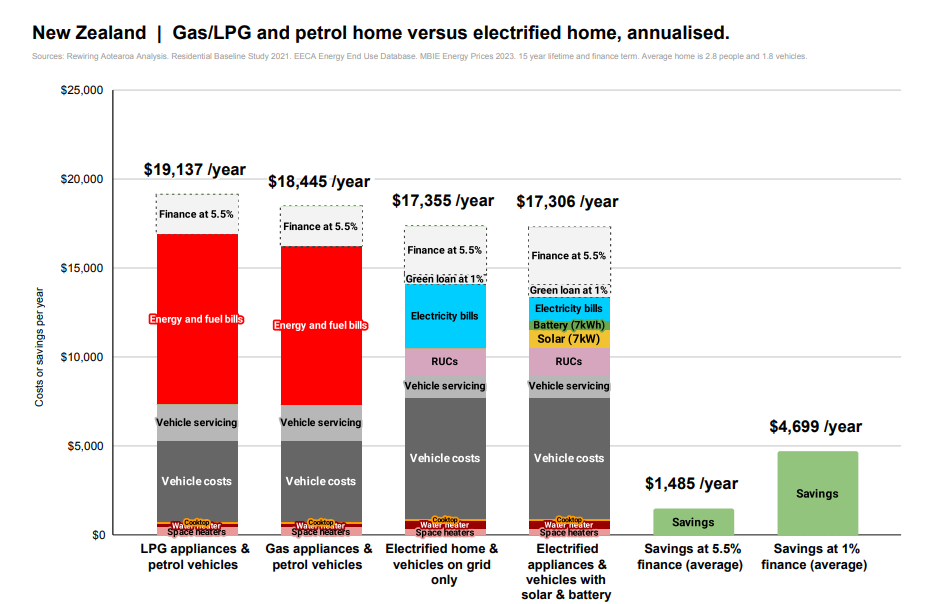 New Zealand | Gas/LPG and petrol home versus electrified home, annualised.
Sources: Rewiring Aotearoa Analysis. Residential Baseline Study 2021. EECA Energy End Use Database. MBIE Energy Prices 2023. 15 year lifetime and finance term. Average home is 2.8 people and 1.8 vehicles.
Costs or savings per year
$25,000
$20,000
$15,000
$10,000
$5,000
$0
$19,137 /year
Finance at 5.5%
Energy and fuel bills
Vehicle servicing
Vehicle costs
Cooktop
Water heater
Space heaters
LPG appliances &
petrol vehicles
$18,445 /year
Finance at 5.5%
Energy and fuel bills
Vehicle servicing
Vehicle costs
Cooktop
Water heater
Space heaters
Gas appliances &
petrol vehicles
$17,355 /year
Finance at 5.5%
Green loan at 1%
Electricity bills
RUCs
Vehicle servicing
Vehicle costs
Cooktop
Water heater
Space heaters
Electrified home &
vehicles on grid
only
$17,306 /year
Finance at 5.5%
Green loan at 1%
Electricity bills
Battery (7kWh)
Solar (7kW)
RUCs
Vehicle servicing
Vehicle costs
Cooktop
Water heater
Space heaters
Electrified
appliances &
vehicles with
solar & battery
$1,485 /year
Savings
Savings at 5.5%
finance (average)
$4,699 /year
Savings
Savings at 1%
finance (average)